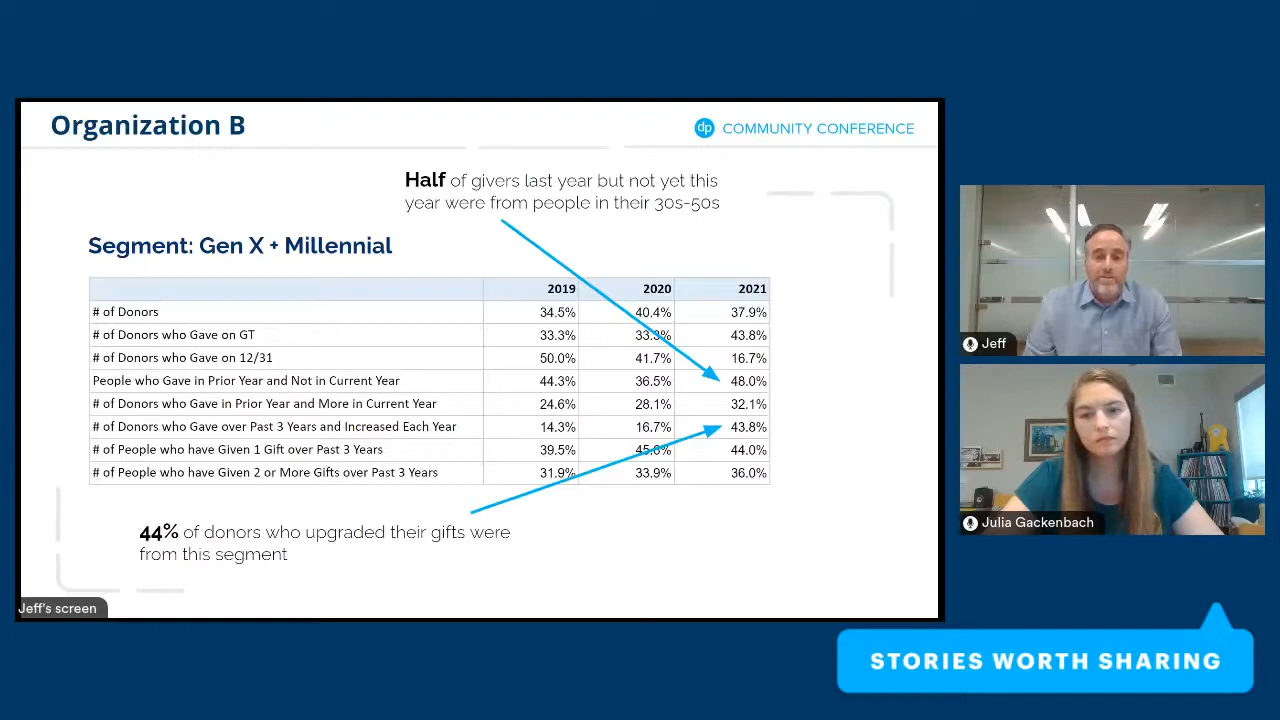 Organization B
dp COMMUNITY CONFERENCE
Half of givers last year but not yet this
year were from people in their 30s-50s
Segment: Gen X + Millennial
2019 2020 2021
# of Donors 34.5% 40.4% 37.9%
# of Donors who Gave on GT 33.3% 33.3% 43.8%
# of Donors who Gave on 12/31 50.0% 41.7% 16.7%
People who Gave in Prior Year and Not in Current Year 44.3% 36.5% 48.0%
# of Donors who Gave in Prior Year and More in Current Year 24.6% 28.1% 32.1%
# of Donors who Gave over Past 3 Years and Increased Each Year 14.3% 16.7% 43.8%
# of People who have Given 1 Gift over Past 3 Years 39.5% 44.0%
# of People who have Given 2 or More Gifts over Past 3 Years 31.9% 33.9% 36.0%
44% of donors who upgraded their gifts were
from this segment
Jeff's screen
Jeff
Julia Gackenbach
STORIES WORTH SHARING